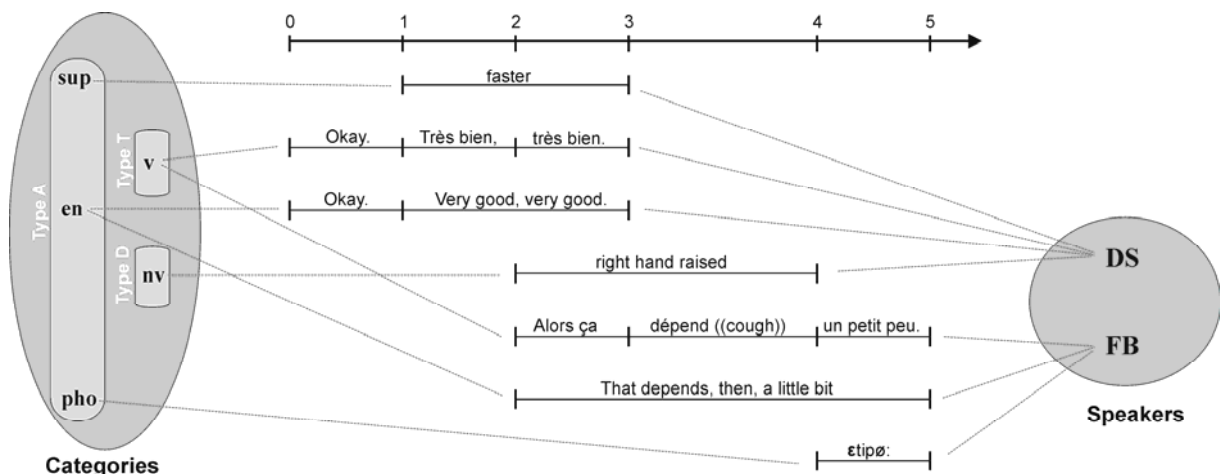 0 1 2 3 4 5
sup
faster
Type T
v
Okay. Très bien, très bien.
Type A
en
Okay. Very good, very good.
Type D
nv
right hand raised
DS
Alors ça dépend ((cough)) un petit peu.
FB
That depends, then, a little bit
pho
Speakers
εtipø:
Categories